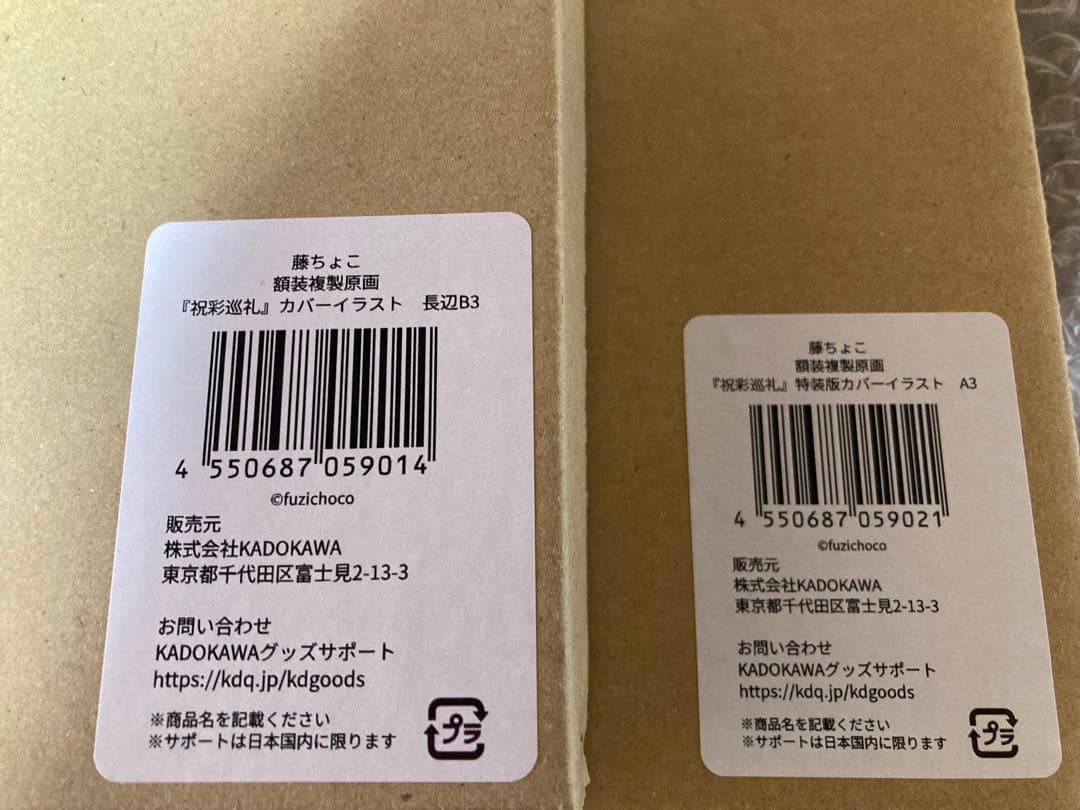 藤ちょこ
額装複製原画
『祝彩巡礼』カバーイラスト　長辺B3
4 550687 059014
©fuzichoco
販売元
株式会社KADOKAWA
東京都千代田区富士見2-13-3
お問い合わせ
KADOKAWAグッズサポート
https://kdq.jp/kdgoods
※商品名を記載ください
※サポートは日本国内に限ります
プラ
藤ちょこ
額装複製原画
『祝彩巡礼』特装版カバーイラスト　A3
4 550687 059021
©fuzichoco
販売元
株式会社KADOKAWA
東京都千代田区富士見2-13-3
お問い合わせ
KADOKAWAグッズサポート
https://kdq.jp/kdgoods
※商品名を記載ください
※サポートは日本国内に限ります
プラ